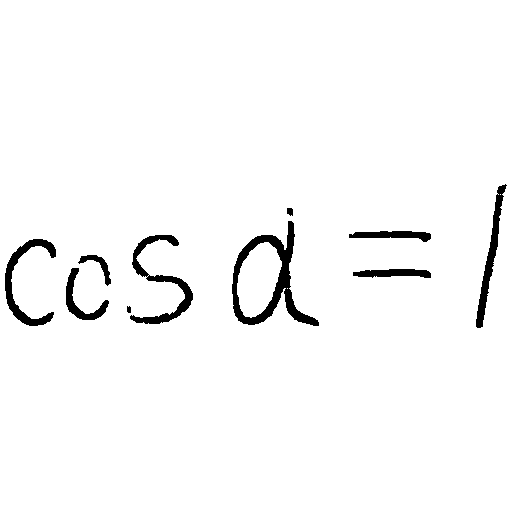 cos α = 1